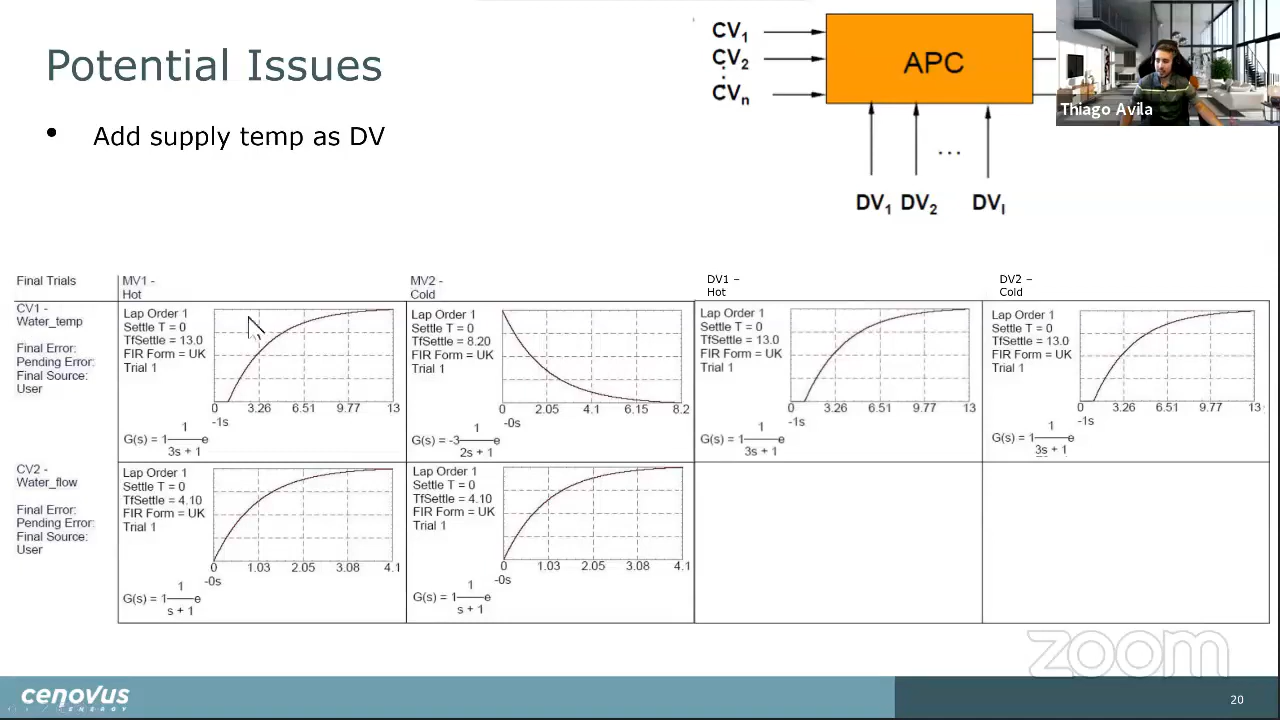 Potential Issues
• Add supply temp as DV
CV1
CV2
⋮
CVn
APC
DV1 DV2 ... DVl
Thiago Avila
Final Trials
MV1 -
Hot
MV2 -
Cold
DV1 –
Hot
DV2 –
Cold
CV1 -
Water_temp
Final Error:
Pending Error:
Final Source:
User
Lap Order 1
Settle T = 0
TfSettle = 13.0
FIR Form = UK
Trial 1
0 3.26 6.51 9.77 13
-1s
G(s) = 1 1/(3s + 1) e
Lap Order 1
Settle T = 0
TfSettle = 8.20
FIR Form = UK
Trial 1
0 2.05 4.1 6.15 8.2
-0s
G(s) = -3 1/(2s + 1) e
Lap Order 1
Settle T = 0
TfSettle = 13.0
FIR Form = UK
Trial 1
0 3.26 6.51 9.77 13
-1s
G(s) = 1 1/(3s + 1) e
Lap Order 1
Settle T = 0
TfSettle = 13.0
FIR Form = UK
Trial 1
0 3.26 6.51 9.77 13
-1s
G(s) = 1 1/(3s + 1) e
CV2 -
Water_flow
Final Error:
Pending Error:
Final Source:
User
Lap Order 1
Settle T = 0
TfSettle = 4.10
FIR Form = UK
Trial 1
0 1.03 2.05 3.08 4.1
-0s
G(s) = 1 1/(s + 1) e
Lap Order 1
Settle T = 0
TfSettle = 4.10
FIR Form = UK
Trial 1
0 1.03 2.05 3.08 4.1
-0s
G(s) = 1 1/(s + 1) e
zoom
cenovus
ENERGY
20